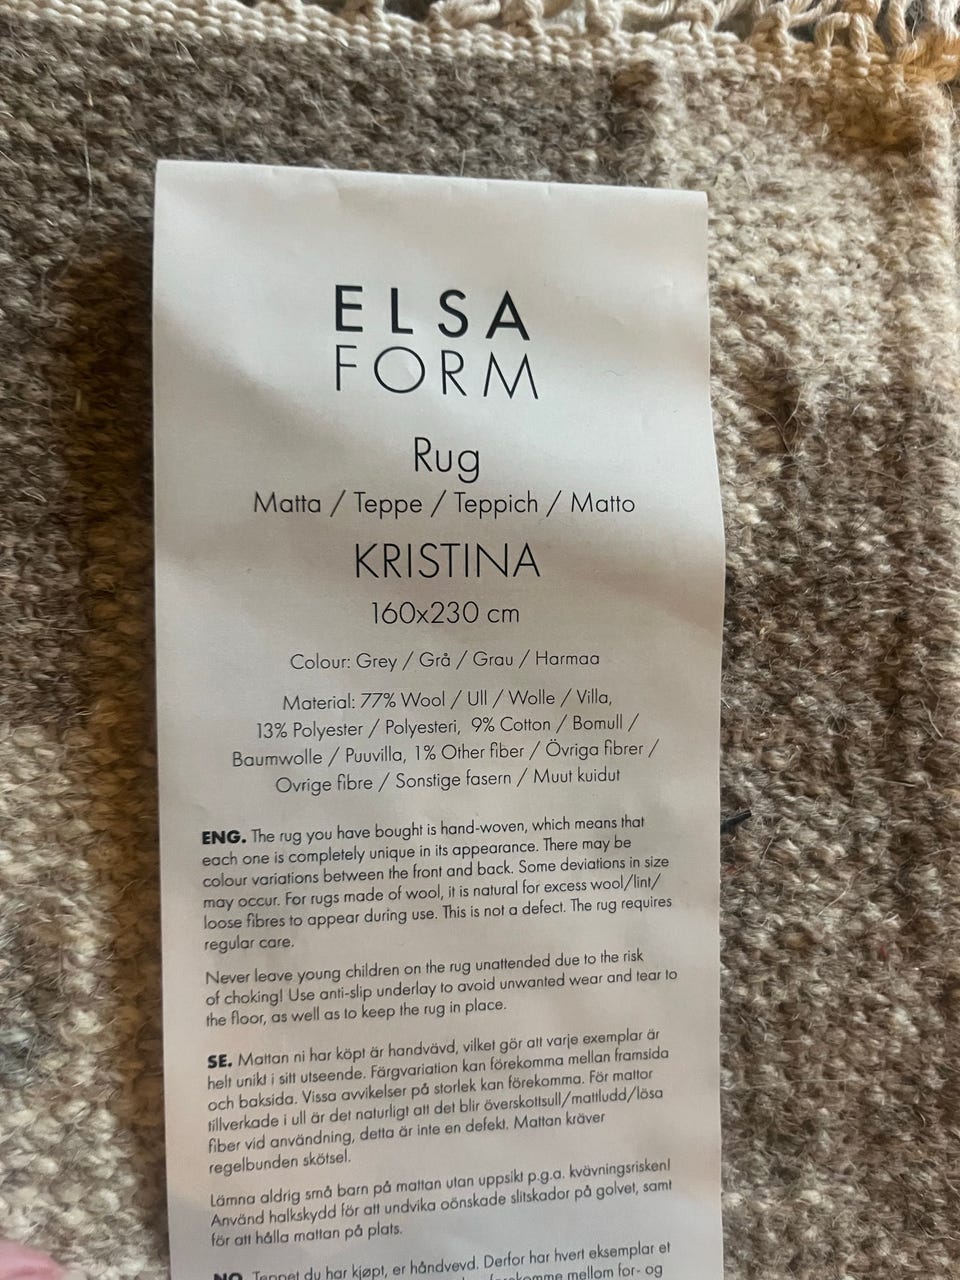 ELSA
FORM
Rug
Matta / Teppe / Teppich / Matto
KRISTINA
160x230 cm
Colour: Grey / Grå / Grau / Harmaa
Material: 77% Wool / Ull / Wolle / Villa,
13% Polyester / Polyesteri, 9% Cotton / Bomull /
Baumwolle / Puuvilla, 1% Other fiber / Övriga fibrer /
Ovrige fibre / Sonstige fasern / Muut kuidut
ENG. The rug you have bought is hand-woven, which means that
each one is completely unique in its appearance. There may be
colour variations between the front and back. Some deviations in size
may occur. For rugs made of wool, it is natural for excess wool/lint/
loose fibres to appear during use. This is not a defect. The rug requires
regular care.
Never leave young children on the rug unattended due to the risk
of choking! Use anti-slip underlay to avoid unwanted wear and tear to
the floor, as well as to keep the rug in place.
SE. Mattan ni har köpt är handvävd, vilket gör att varje exemplar är
helt unikt i sitt utseende. Färgvariation kan förekomma mellan framsida
och baksida. Vissa avvikelser på storlek kan förekomma. För mattor
tillverkade i ull är det naturligt att det blir överskottsull/mattludd/lösa
fiber vid användning, detta är inte en defekt. Mattan kräver
regelbunden skötsel.
Lämna aldrig små barn på mattan utan uppsikt p.g.a. kvävningsrisken!
Använd halkskydd för att undvika oönskade slitskador på golvet, samt
för att hålla mattan på plats.
NO. Teppet du har kjøpt, er håndvevd. Derfor har hvert eksemplar et
mellom for- og